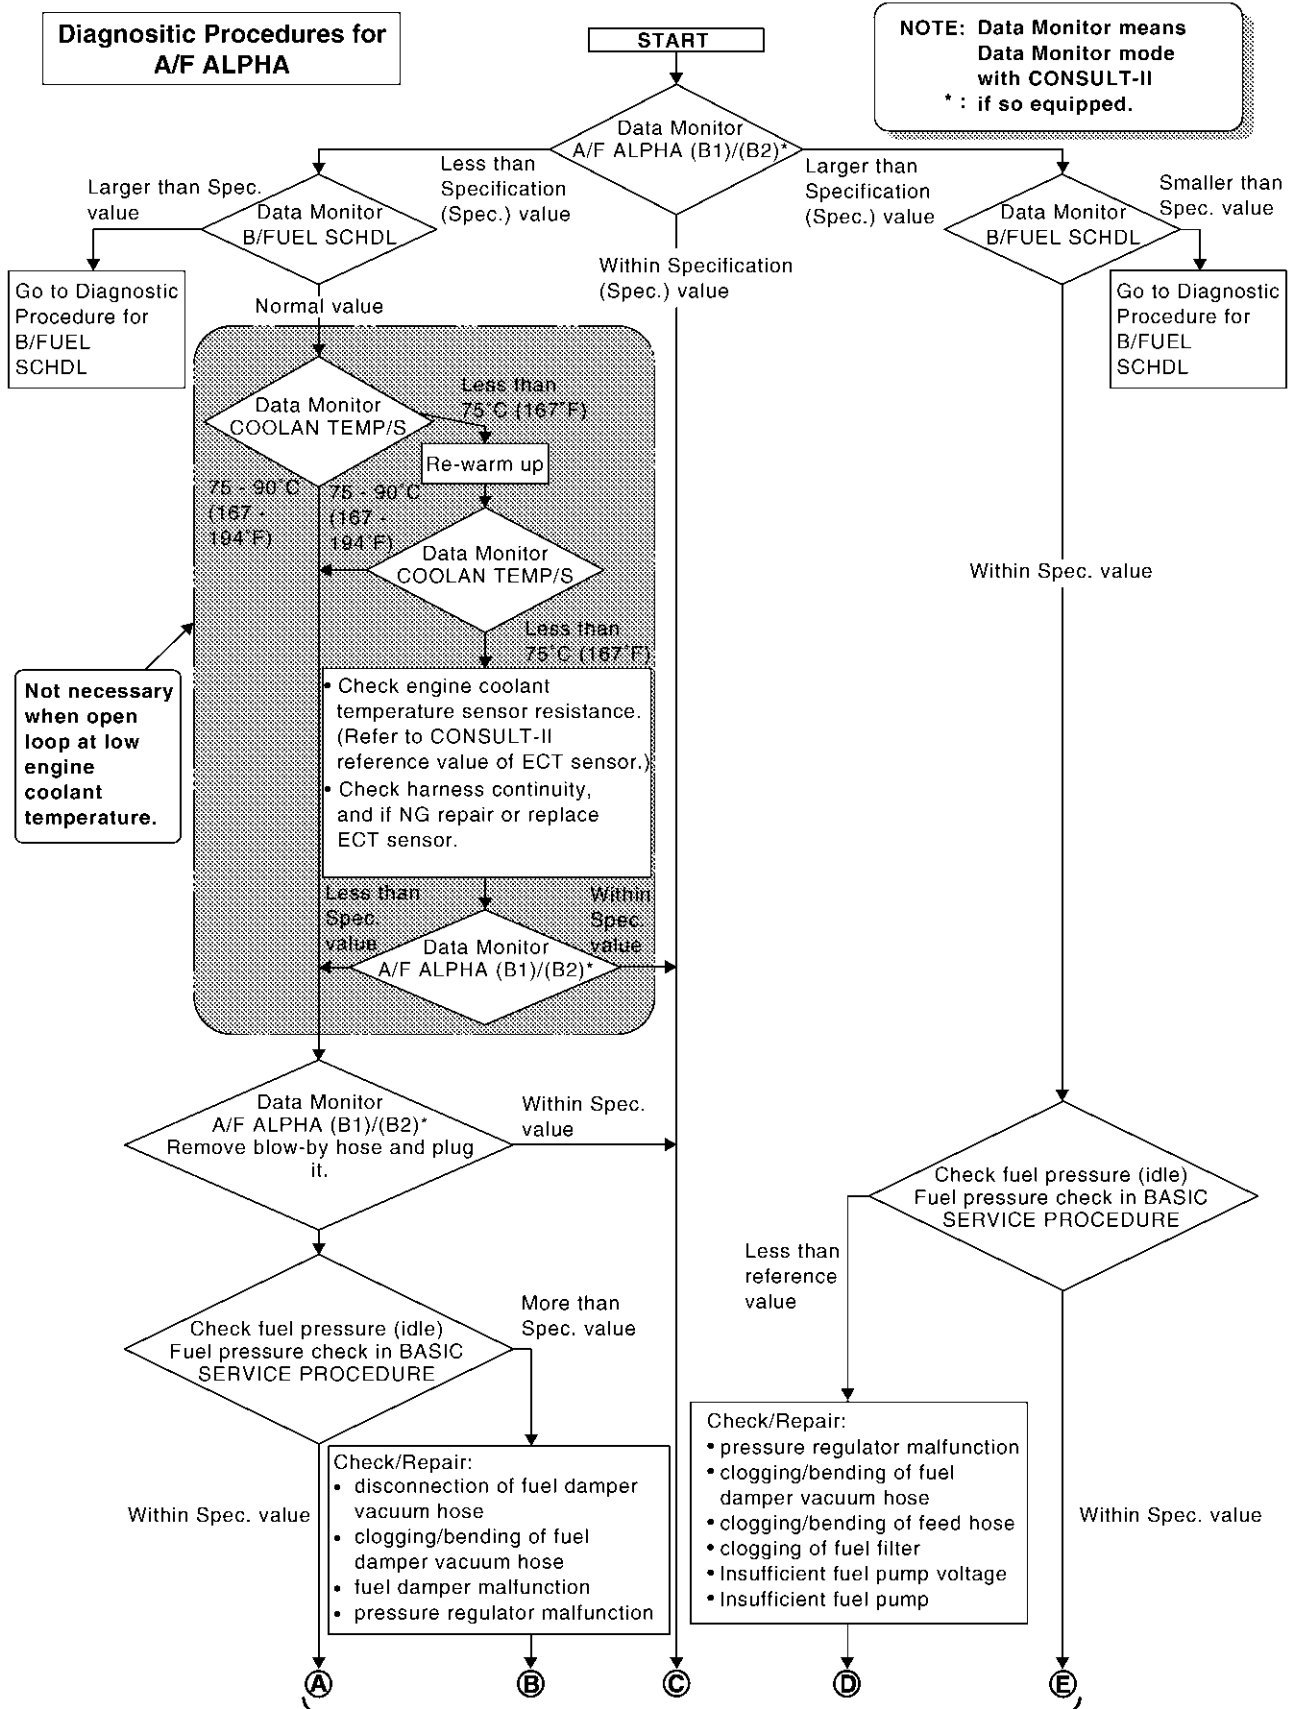 Diagnositic Procedures for
A/F ALPHA
START
NOTE: Data Monitor means
Data Monitor mode
with CONSULT-II
* : if so equipped.
Data Monitor
A/F ALPHA (B1)/(B2)*
Less than
Specification
(Spec.) value
Larger than
Specification
(Spec.) value
Within Specification
(Spec.) value
Larger than Spec.
value
Data Monitor
B/FUEL SCHDL
Smaller than
Spec. value
Data Monitor
B/FUEL SCHDL
Go to Diagnostic
Procedure for
B/FUEL
SCHDL
Normal value
Go to Diagnostic
Procedure for
B/FUEL
SCHDL
Data Monitor
COOLAN TEMP/S
Less than
75°C (167°F)
Re-warm up
75 - 90°C
(167 -
194°F)
75 - 90°C
(167 -
194°F)
Data Monitor
COOLAN TEMP/S
Within Spec. value
Less than
75°C (167°F)
Not necessary
when open
loop at low
engine
coolant
temperature.
• Check engine coolant
temperature sensor resistance.
(Refer to CONSULT-II
reference value of ECT sensor.)
• Check harness continuity,
and if NG repair or replace
ECT sensor.
Less than
Spec.
value
Within
Spec.
value
Data Monitor
A/F ALPHA (B1)/(B2)*
Data Monitor
A/F ALPHA (B1)/(B2)*
Remove blow-by hose and plug
it.
Within Spec.
value
Check fuel pressure (idle)
Fuel pressure check in BASIC
SERVICE PROCEDURE
Less than
reference
value
Check fuel pressure (idle)
Fuel pressure check in BASIC
SERVICE PROCEDURE
More than
Spec. value
Within Spec. value
Check/Repair:
• disconnection of fuel damper
vacuum hose
• clogging/bending of fuel
damper vacuum hose
• fuel damper malfunction
• pressure regulator malfunction
Check/Repair:
• pressure regulator malfunction
• clogging/bending of fuel
damper vacuum hose
• clogging/bending of feed hose
• clogging of fuel filter
• Insufficient fuel pump voltage
• Insufficient fuel pump
Within Spec. value
A
B
C
D
E